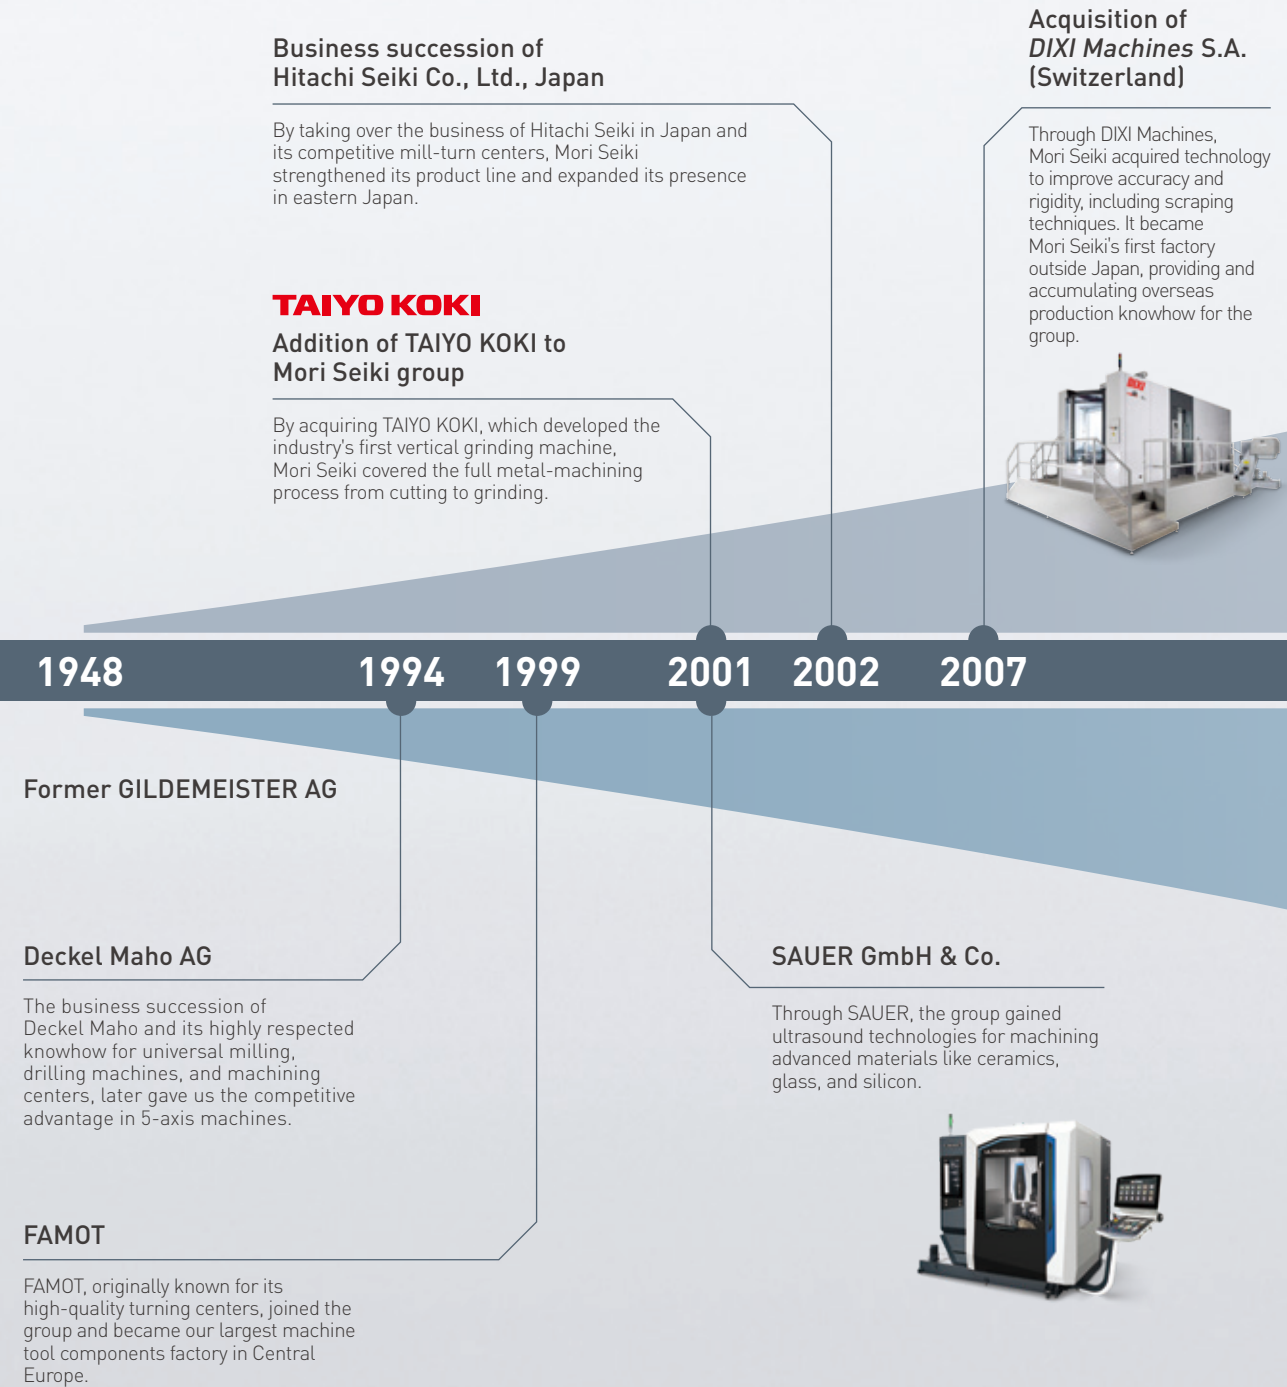 Business succession of
Hitachi Seiki Co., Ltd., Japan
By taking over the business of Hitachi Seiki in Japan and
its competitive mill-turn centers, Mori Seiki
strengthened its product line and expanded its presence
in eastern Japan.
TAIYO KOKI
Addition of TAIYO KOKI to
Mori Seiki group
By acquiring TAIYO KOKI, which developed the
industry's first vertical grinding machine,
Mori Seiki covered the full metal-machining
process from cutting to grinding.
Acquisition of
DIXI Machines S.A.
(Switzerland)
Through DIXI Machines,
Mori Seiki acquired technology
to improve accuracy and
rigidity, including scraping
techniques. It became
Mori Seiki's first factory
outside Japan, providing and
accumulating overseas
production knowhow for the
group.
DIXI
1948 1994 1999 2001 2002 2007
Former GILDEMEISTER AG
Deckel Maho AG
The business succession of
Deckel Maho and its highly respected
knowhow for universal milling,
drilling machines, and machining
centers, later gave us the competitive
advantage in 5-axis machines.
FAMOT
FAMOT, originally known for its
high-quality turning centers, joined the
group and became our largest machine
tool components factory in Central
Europe.
SAUER GmbH & Co.
Through SAUER, the group gained
ultrasound technologies for machining
advanced materials like ceramics,
glass, and silicon.